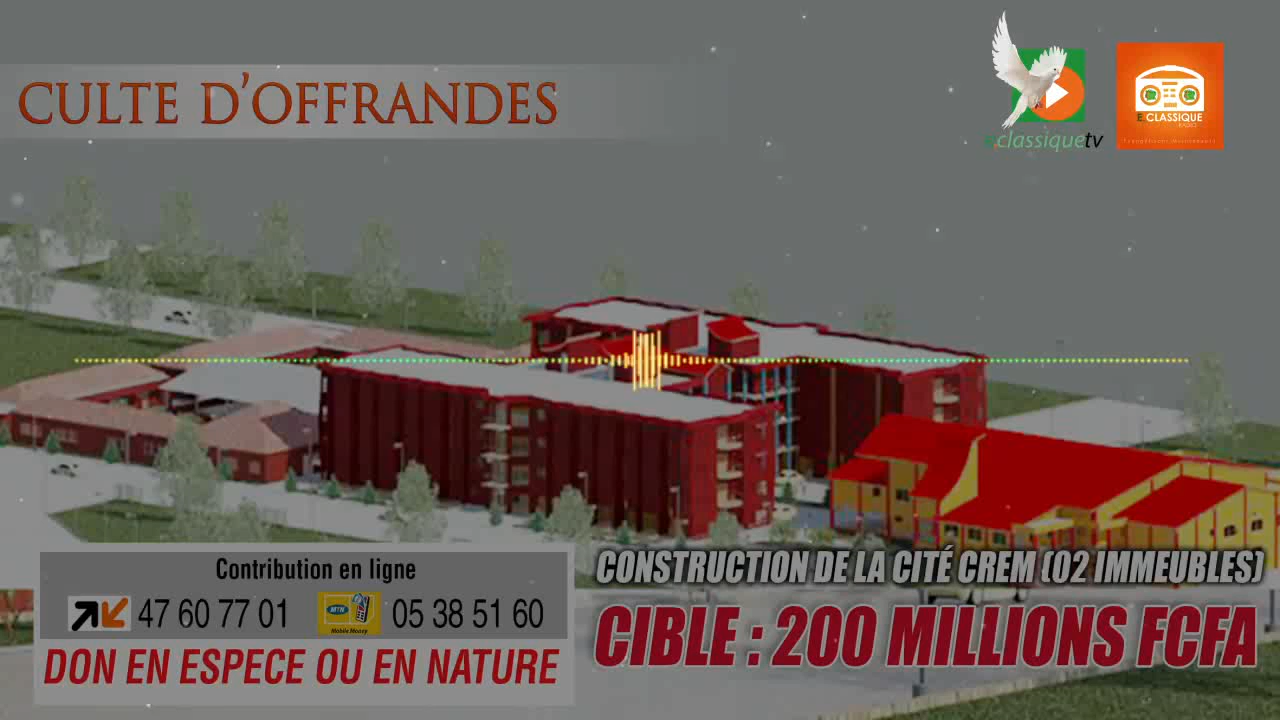 CULTE D'OFFRANDES
e.classiquetv
E CLASSIQUE
RADIO
Contribution en ligne
47 60 77 01
MTN
Mobile Money
05 38 51 60
DON EN ESPECE OU EN NATURE
CONSTRUCTION DE LA CITÉ CREM (02 IMMEUBLES)
CIBLE : 200 MILLIONS FCFA